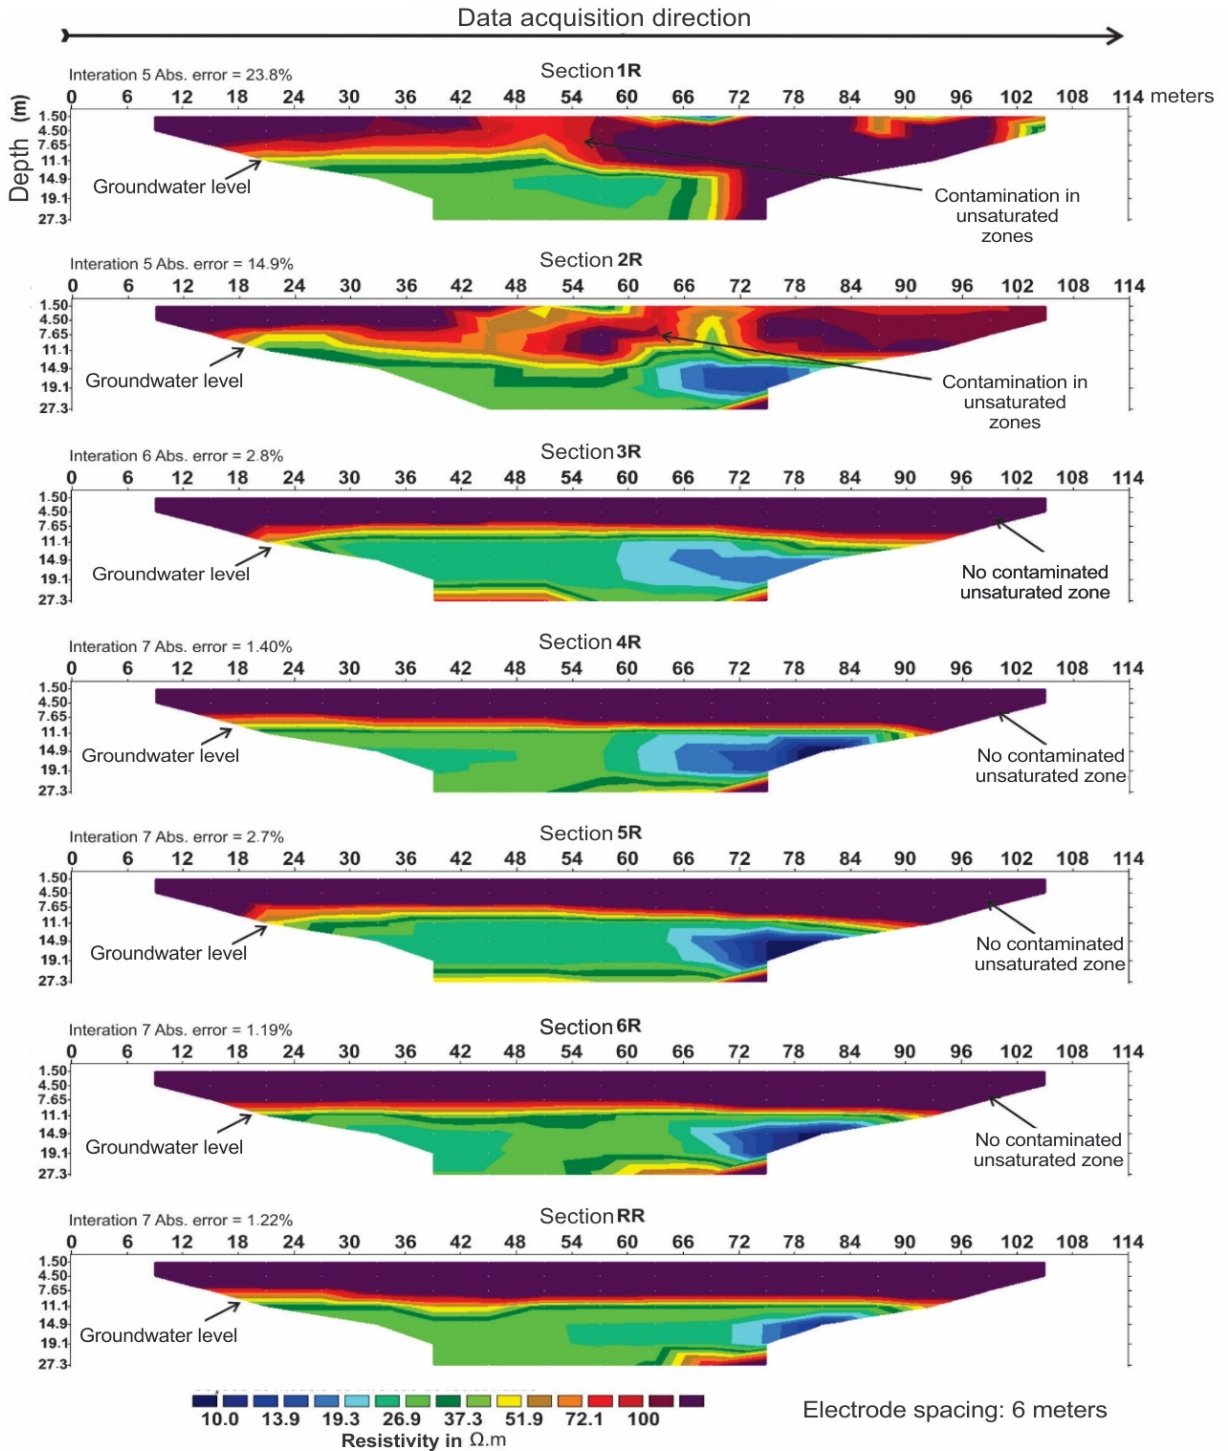 Data acquisition direction
Section 1R
Interation 5 Abs. error = 23.8%
0 6 12 18 24 30 36 42 48 54 60 66 72 78 84 90 96 102 108 114 meters
Depth (m)
1.50
4.50
7.65
11.1
14.9
19.1
27.3
Groundwater level
Contamination in
unsaturated
zones
Section 2R
Interation 5 Abs. error = 14.9%
0 6 12 18 24 30 36 42 48 54 60 66 72 78 84 90 96 102 108 114
1.50
4.50
7.65
11.1
14.9
19.1
27.3
Groundwater level
Contamination in
unsaturated
zones
Section 3R
Interation 6 Abs. error = 2.8%
0 6 12 18 24 30 36 42 48 54 60 66 72 78 84 90 96 102 108 114
1.50
4.50
7.65
11.1
14.9
19.1
27.3
Groundwater level
No contaminated
unsaturated zone
Section 4R
Interation 7 Abs. error = 1.40%
0 6 12 18 24 30 36 42 48 54 60 66 72 78 84 90 96 102 108 114
1.50
4.50
7.65
11.1
14.9
19.1
27.3
Groundwater level
No contaminated
unsaturated zone
Section 5R
Interation 7 Abs. error = 2.7%
0 6 12 18 24 30 36 42 48 54 60 66 72 78 84 90 96 102 108 114
1.50
4.50
7.65
11.1
14.9
19.1
27.3
Groundwater level
No contaminated
unsaturated zone
Section 6R
Interation 7 Abs. error = 1.19%
0 6 12 18 24 30 36 42 48 54 60 66 72 78 84 90 96 102 108 114
1.50
4.50
7.65
11.1
14.9
19.1
27.3
Groundwater level
No contaminated
unsaturated zone
Section RR
Interation 7 Abs. error = 1.22%
0 6 12 18 24 30 36 42 48 54 60 66 72 78 84 90 96 102 108 114
1.50
4.50
7.65
11.1
14.9
19.1
27.3
Groundwater level
10.0 13.9 19.3 26.9 37.3 51.9 72.1 100
Resistivity in Ω.m
Electrode spacing: 6 meters